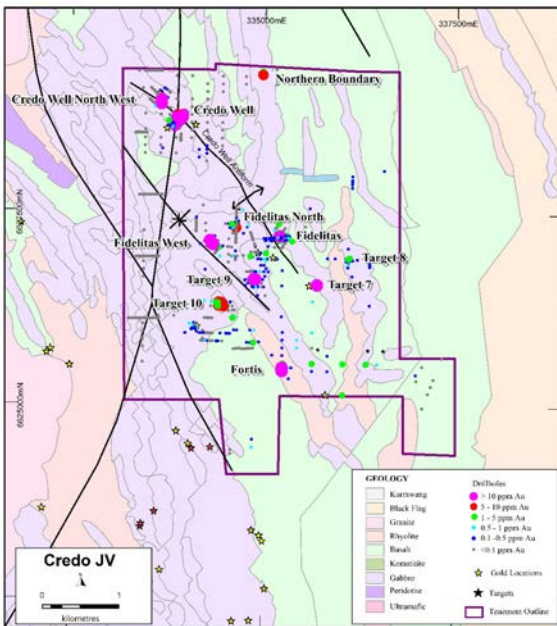 335000mE
337500mE
Northern Boundary
Credo Well North West
Credo Well
Credo Well Antiform
Fidelitas North
Fidelitas
Fidelitas West
Target 8
Target 9
Target 7
Target 10
Fortis
6625000mN
Credo JV
0
1
kilometres
GEOLOGY
Kurrawang
Black Flag
Granite
Rhyolite
Basalt
Komatiite
Gabbro
Peridotite
Ultramafic
Drillholes
> 10 ppm Au
5 - 10 ppm Au
1 - 5 ppm Au
0.5 - 1 ppm Au
0.1 -0.5 ppm Au
<0.1 ppm Au
Gold Locations
Targets
Tenement Outline